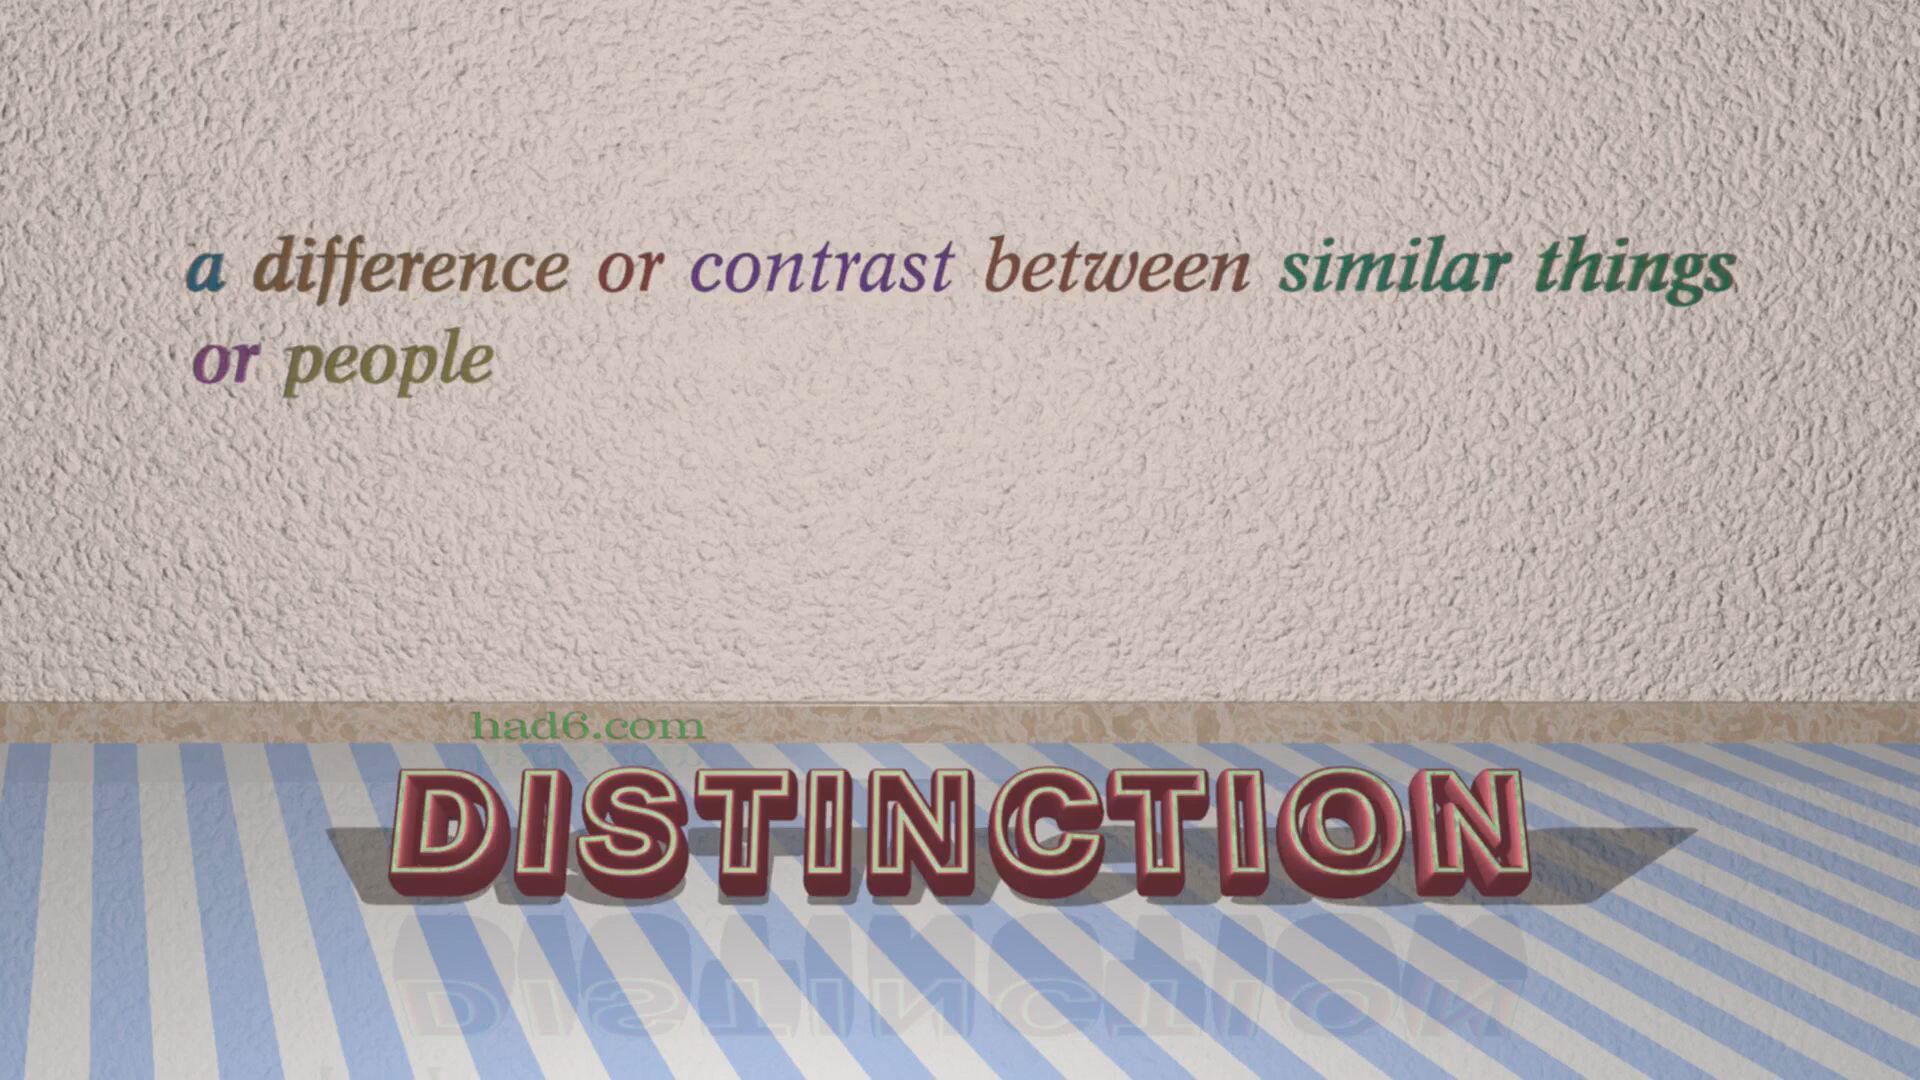 a difference or contrast between similar things
or people
had6.com
DISTINCTION